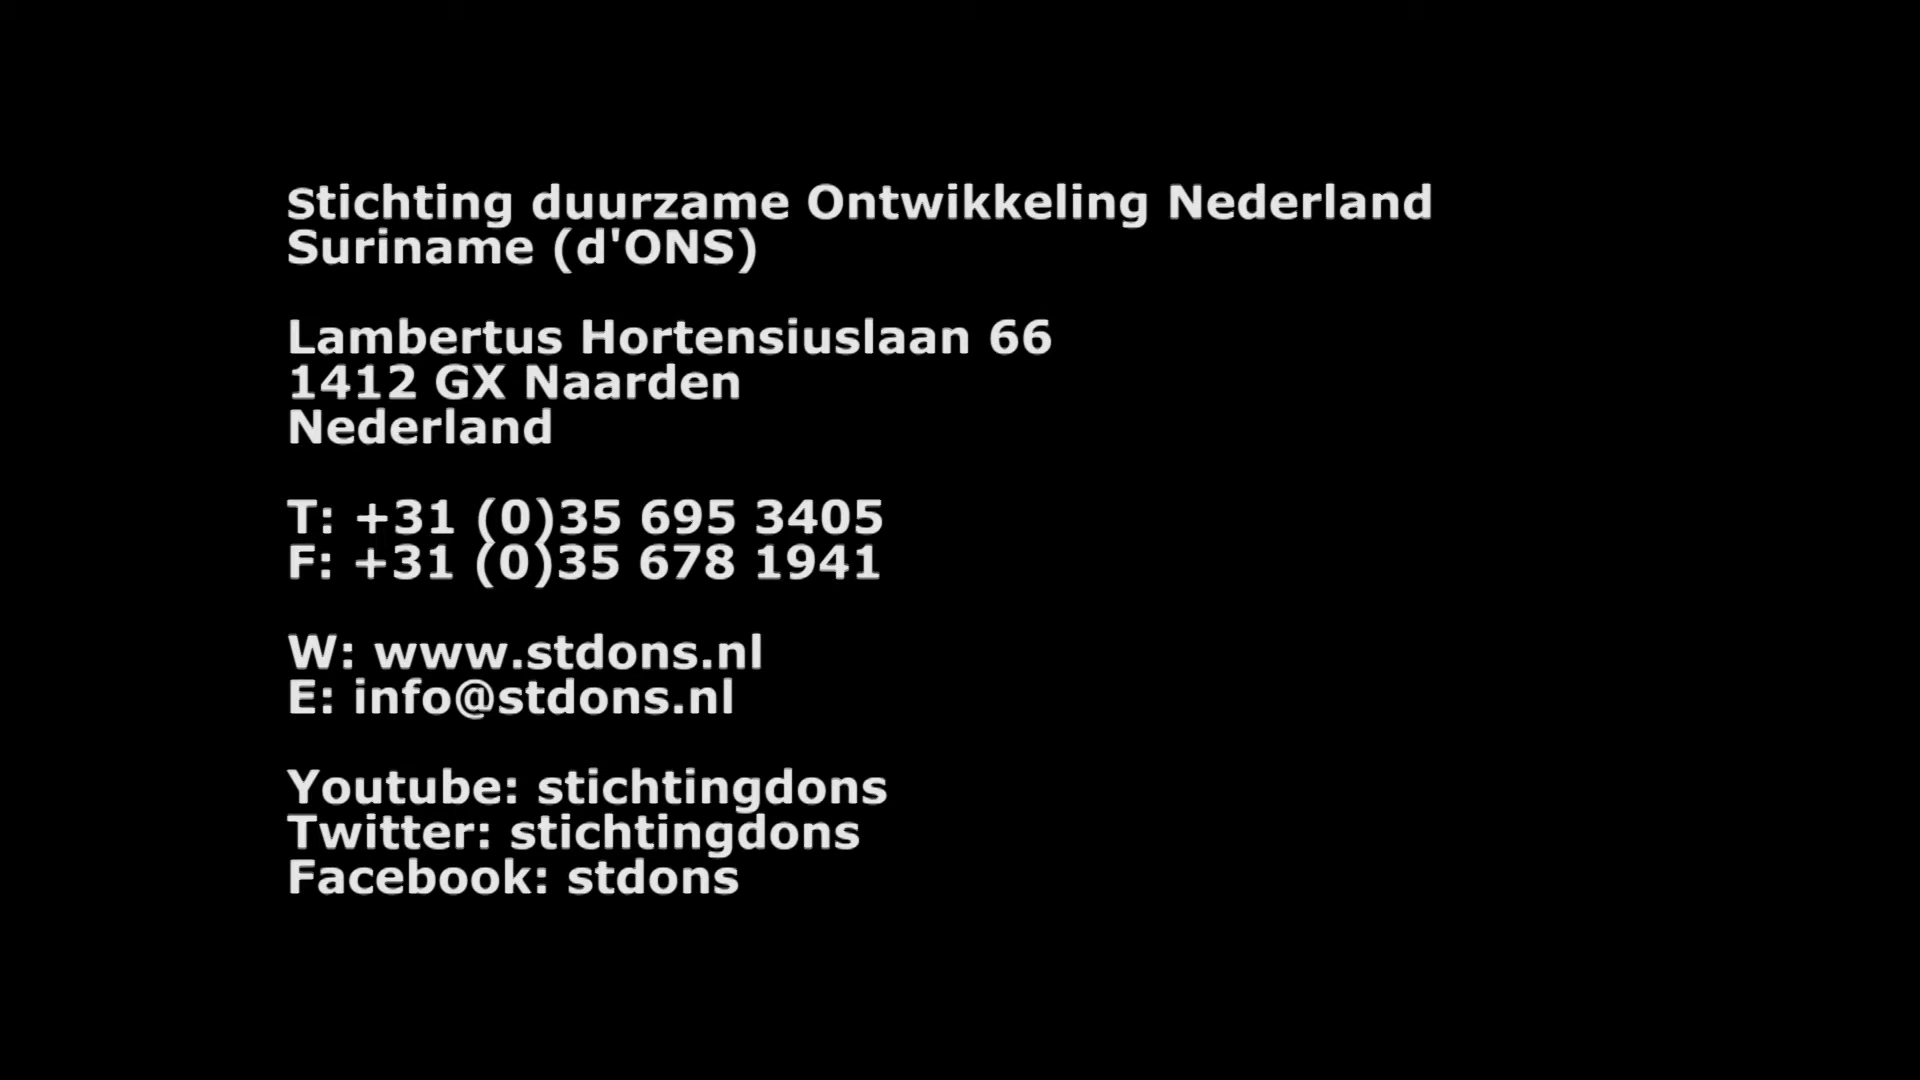 Stichting duurzame Ontwikkeling Nederland
Suriname (d'ONS)
Lambertus Hortensiuslaan 66
1412 GX Naarden
Nederland
T: +31 (0)35 695 3405
F: +31 (0)35 678 1941
W: www.stdons.nl
E: info@stdons.nl
Youtube: stichtingdons
Twitter: stichtingdons
Facebook: stdons